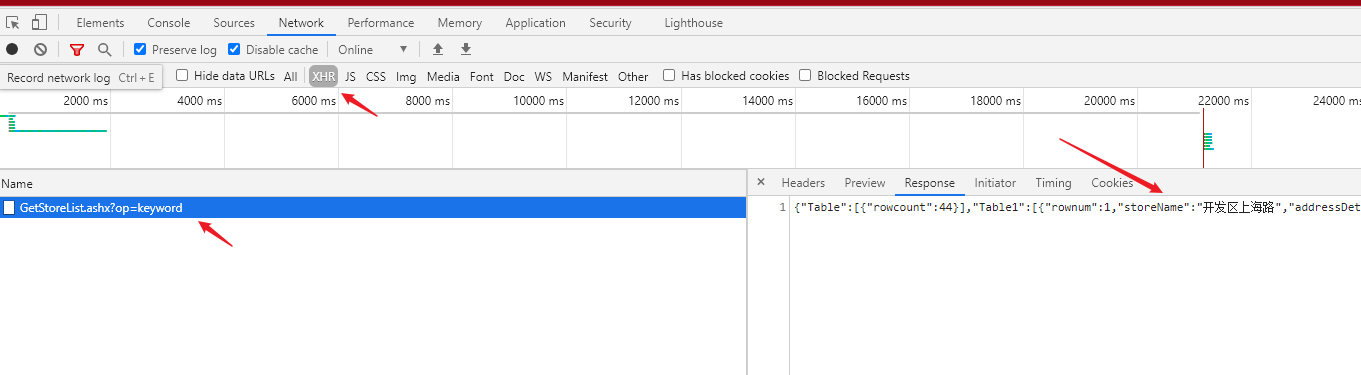 Elements Console Sources Network Performance Memory Application Security Lighthouse
Preserve log Disable cache Online ▼
Record network log Ctrl + E Hide data URLs All XHR JS CSS Img Media Font Doc WS Manifest Other Has blocked cookies Blocked Requests
2000 ms 4000 ms 6000 ms 8000 ms 10000 ms 12000 ms 14000 ms 16000 ms 18000 ms 20000 ms 22000 ms 24000 ms
Name
× Headers Preview Response Initiator Timing Cookies
GetStoreList.ashx?op=keyword
1 {"Table":[{"rowcount":44}],"Table1":[{"rownum":1,"storeName":"开发区上海路","addressDet